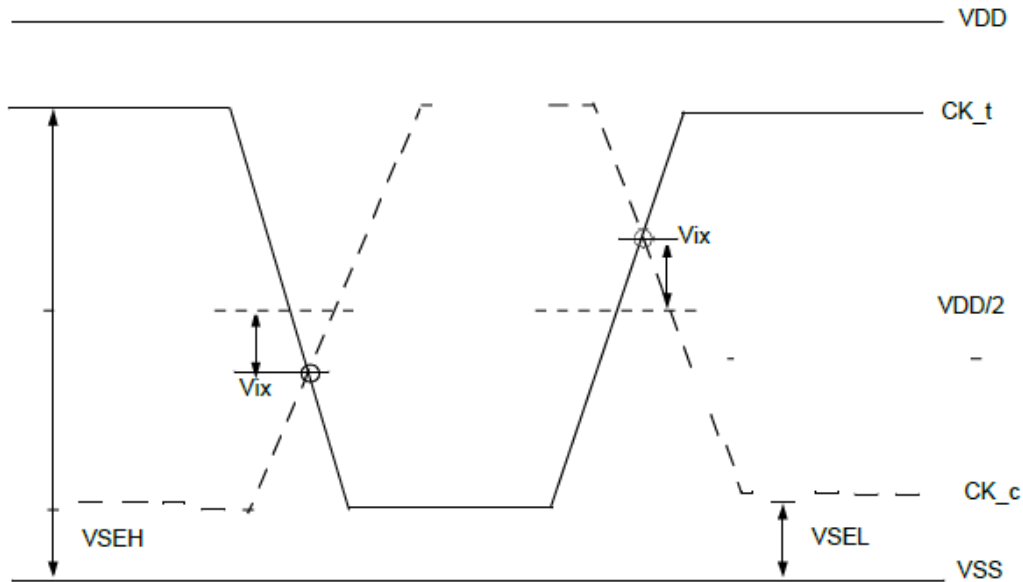 VDD
CK_t
Vix
VDD/2
Vix
CK_c
VSEH
VSEL
VSS